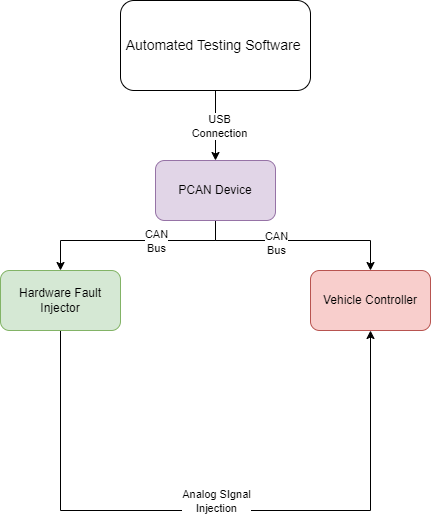 Automated Testing Software
USB
Connection
PCAN Device
CAN
Bus
CAN
Bus
Hardware Fault
Injector
Vehicle Controller
Analog SIgnal
Injection